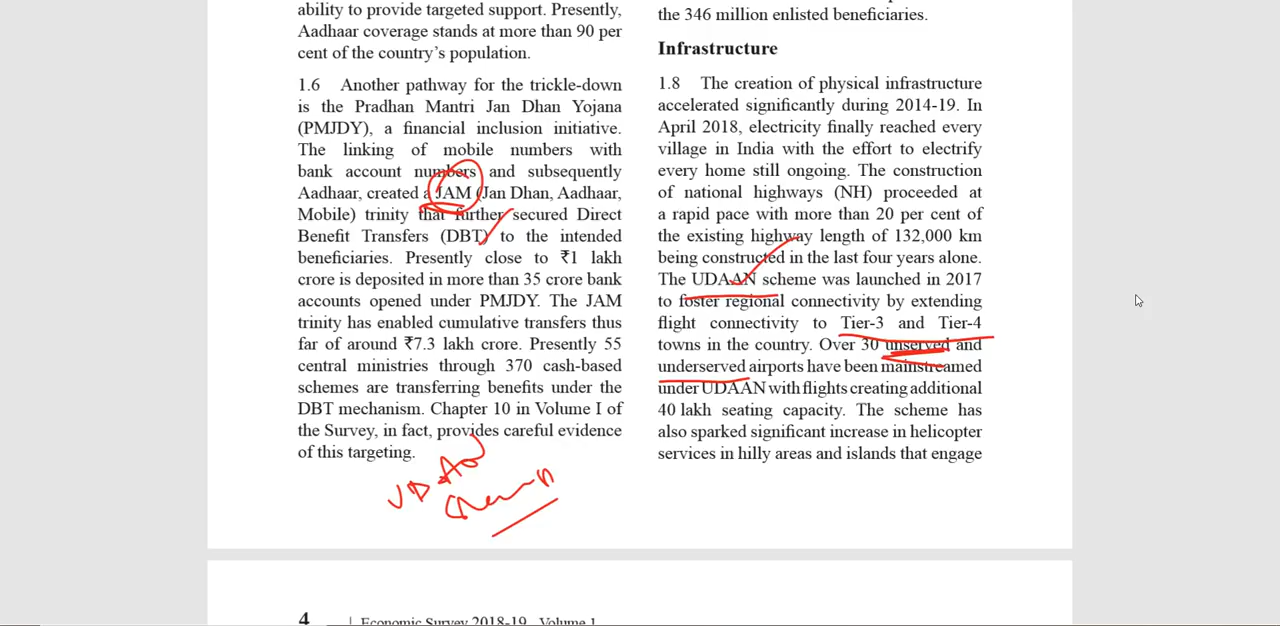 ability to provide targeted support. Presently,
Aadhaar coverage stands at more than 90 per
cent of the country's population.
1.6 Another pathway for the trickle-down
is the Pradhan Mantri Jan Dhan Yojana
(PMJDY), a financial inclusion initiative.
The linking of mobile numbers with
bank account numbers and subsequently
Aadhaar, created a JAM (Jan Dhan, Aadhaar,
Mobile) trinity that further secured Direct
Benefit Transfers (DBT) to the intended
beneficiaries. Presently close to ₹1 lakh
crore is deposited in more than 35 crore bank
accounts opened under PMJDY. The JAM
trinity has enabled cumulative transfers thus
far of around ₹7.3 lakh crore. Presently 55
central ministries through 370 cash-based
schemes are transferring benefits under the
DBT mechanism. Chapter 10 in Volume I of
the Survey, in fact, provides careful evidence
of this targeting.
UDAN
the 346 million enlisted beneficiaries.
Infrastructure
1.8 The creation of physical infrastructure
accelerated significantly during 2014-19. In
April 2018, electricity finally reached every
village in India with the effort to electrify
every home still ongoing. The construction
of national highways (NH) proceeded at
a rapid pace with more than 20 per cent of
the existing highway length of 132,000 km
being constructed in the last four years alone.
The UDAAN scheme was launched in 2017
to foster regional connectivity by extending
flight connectivity to Tier-3 and Tier-4
towns in the country. Over 30 unserved and
underserved airports have been mainstreamed
under UDAAN with flights creating additional
40 lakh seating capacity. The scheme has
also sparked significant increase in helicopter
services in hilly areas and islands that engage
4 | Economic Survey 2018-19 Volume 1